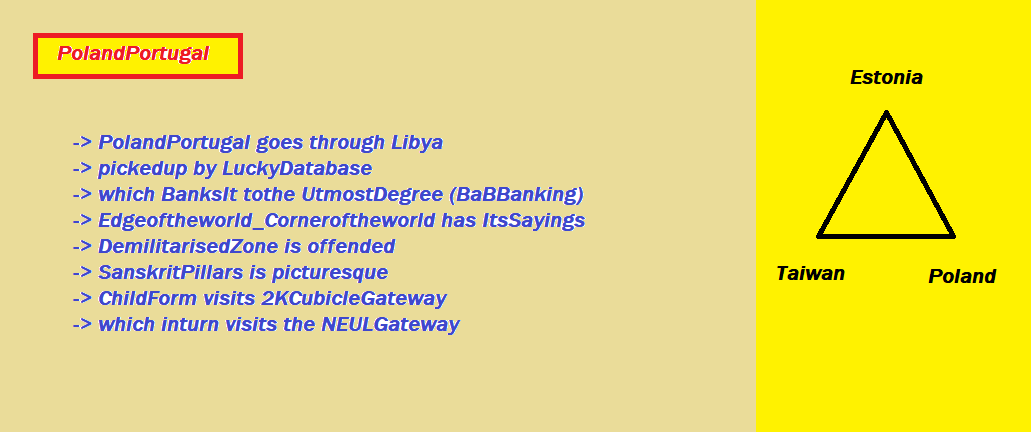 PolandPortugal
-> PolandPortugal goes through Libya
-> pickedup by LuckyDatabase
-> which BanksIt tothe UtmostDegree (BaBBanking)
-> Edgeoftheworld_Corneroftheworld has ItsSayings
-> DemilitarisedZone is offended
-> SanskritPillars is picturesque
-> ChildForm visits 2KCubicleGateway
-> which inturn visits the NEULGateway
Estonia
Taiwan
Poland